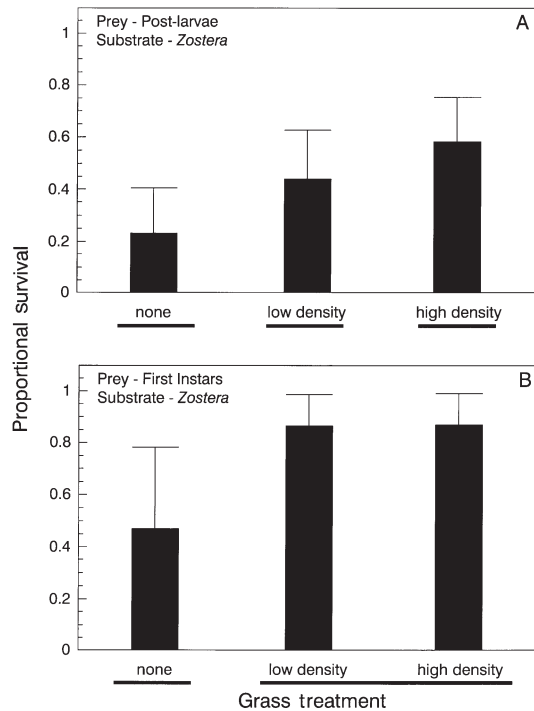 Prey - Post-larvae
A
Substrate - Zostera
1
0.8
0.6
0.4
0.2
0
none
low density
high density
Proportional survival
Prey - First Instars
B
Substrate - Zostera
1
0.8
0.6
0.4
0.2
0
none
low density
high density
Grass treatment